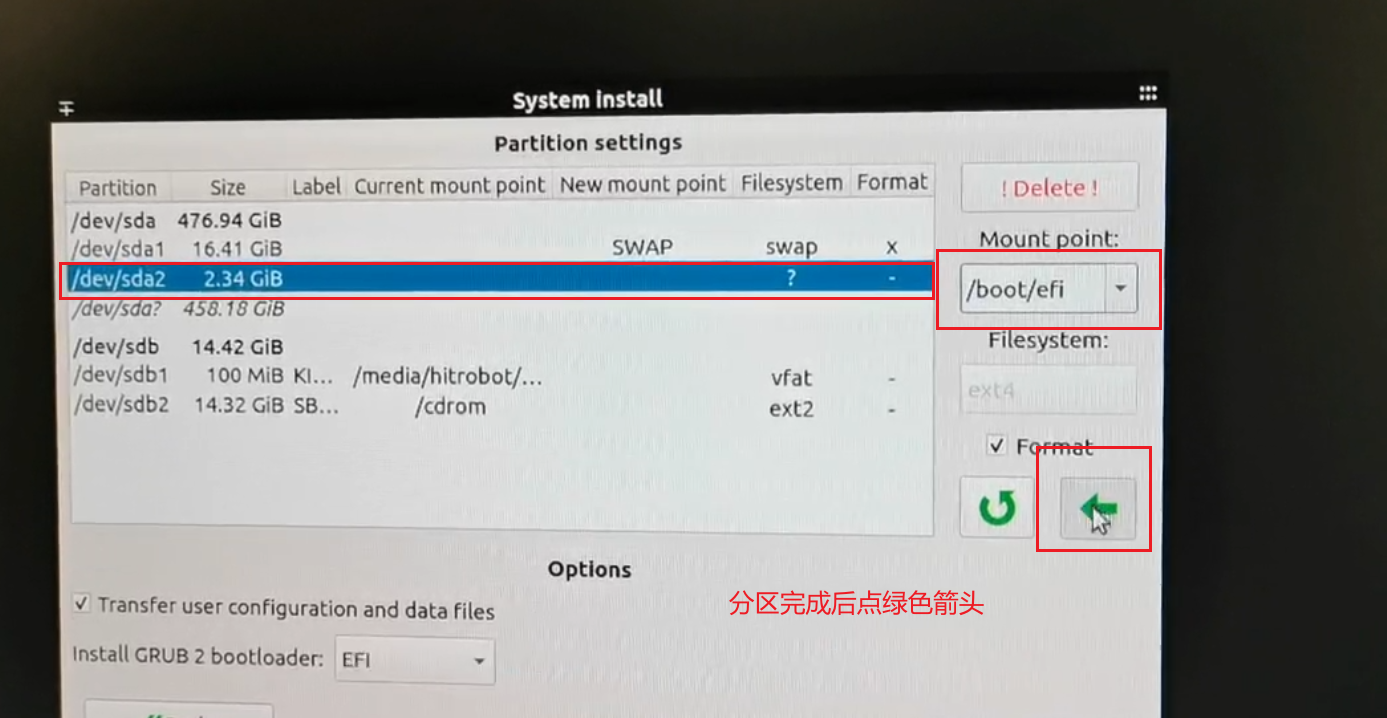 System install
Partition settings
Partition Size Label Current mount point New mount point Filesystem Format
/dev/sda 476.94 GiB
/dev/sda1 16.41 GiB SWAP swap x
/dev/sda2 2.34 GiB ? -
/dev/sda? 458.18 GiB
/dev/sdb 14.42 GiB
/dev/sdb1 100 MiB KI... /media/hitrobot/... vfat -
/dev/sdb2 14.32 GiB SB... /cdrom ext2 -
! Delete !
Mount point:
/boot/efi
Filesystem:
ext4
Format
Options
Transfer user configuration and data files
Install GRUB 2 bootloader: EFI
分区完成后点绿色箭头